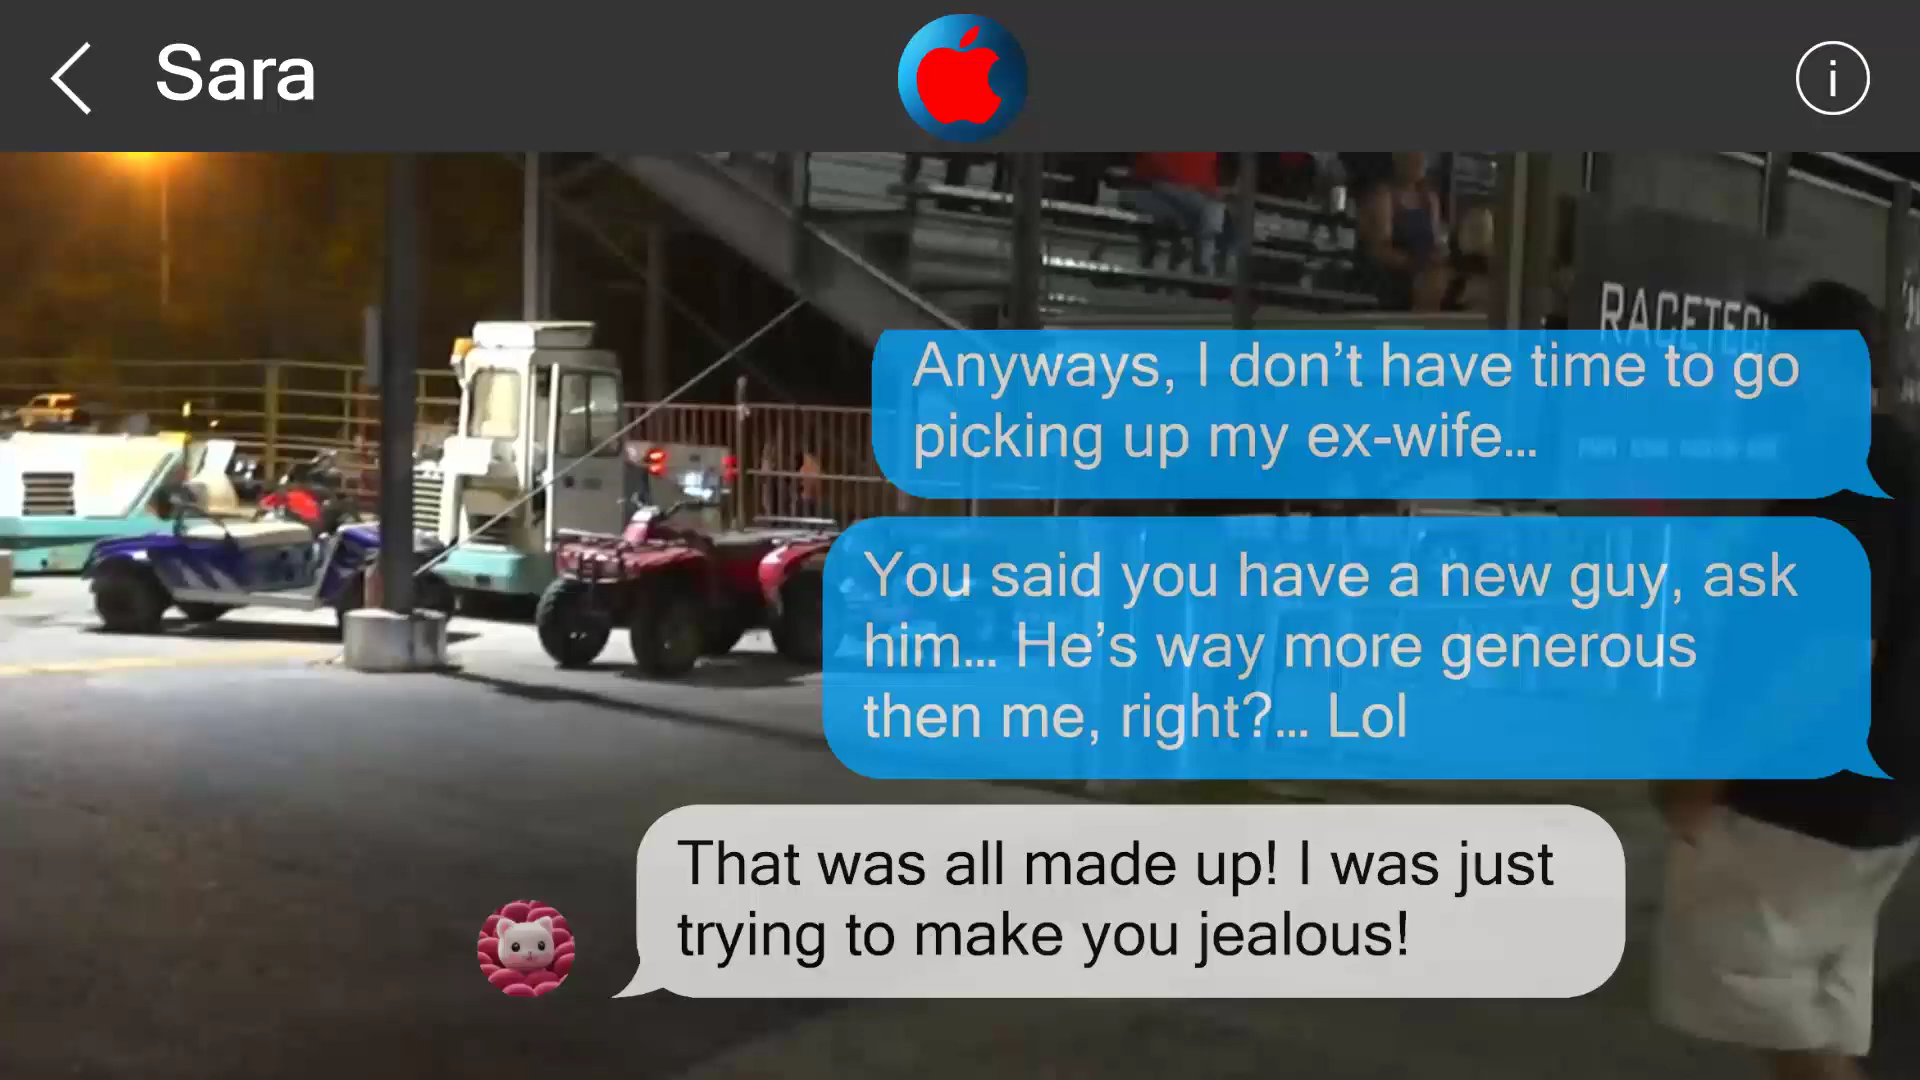 Sara
i
RACETECH
Anyways, I don’t have time to go
picking up my ex-wife...
You said you have a new guy, ask
him... He’s way more generous
then me, right?... Lol
That was all made up! I was just
trying to make you jealous!